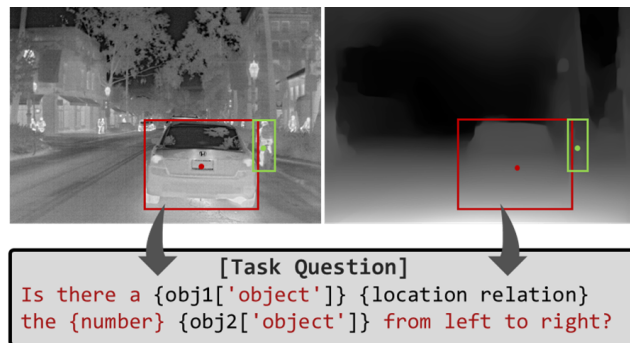 [Task Question]
Is there a {obj1['object']} {location relation}
the {number} {obj2['object']} from left to right?